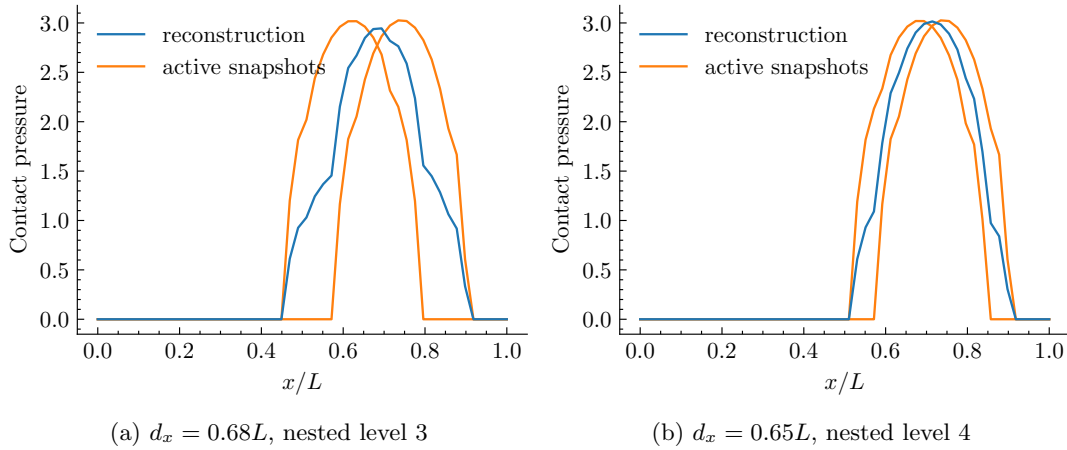 3.0
2.5
2.0
1.5
1.0
0.5
0.0
Contact pressure
reconstruction
active snapshots
0.0 0.2 0.4 0.6 0.8 1.0
x/L
(a) d_x = 0.68L, nested level 3
3.0
2.5
2.0
1.5
1.0
0.5
0.0
Contact pressure
reconstruction
active snapshots
0.0 0.2 0.4 0.6 0.8 1.0
x/L
(b) d_x = 0.65L, nested level 4